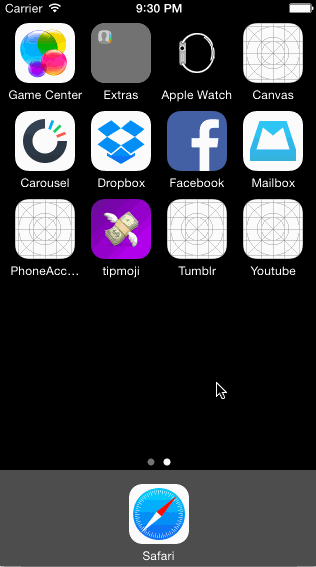 Carrier 9:30 PM
Game Center Extras Apple Watch Canvas
Carousel Dropbox Facebook Mailbox
PhoneAcc... tipmoji Tumblr Youtube
Safari